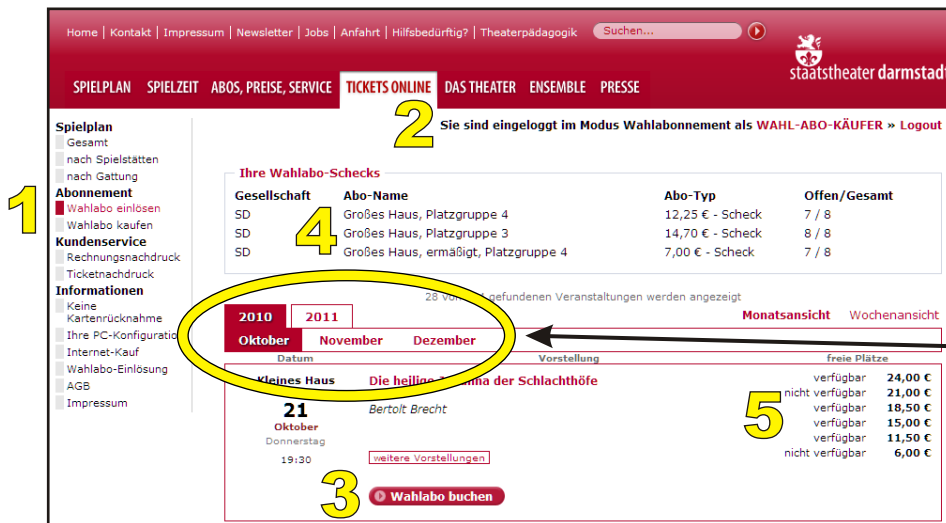 Home | Kontakt | Impressum | Newsletter | Jobs | Anfahrt | Hilfsbedürftig? | Theaterpädagogik Suchen...
staatstheater darmstadt
SPIELPLAN SPIELZEIT ABOS, PREISE, SERVICE TICKETS ONLINE DAS THEATER ENSEMBLE PRESSE
2
Sie sind eingeloggt im Modus Wahlabonnement als WAHL-ABO-KÄUFER » Logout
Spielplan
Gesamt
nach Spielstätten
nach Gattung
Abonnement
1
Wahlabo einlösen
Wahlabo kaufen
Kundenservice
Rechnungsnachdruck
Ticketnachdruck
Informationen
Keine
Kartenrücknahme
Ihre PC-Konfiguration
Internet-Kauf
Wahlabo-Einlösung
AGB
Impressum
Ihre Wahlabo-Schecks
Gesellschaft Abo-Name Abo-Typ Offen/Gesamt
SD Großes Haus, Platzgruppe 4 12,25 € - Scheck 7 / 8
4
SD Großes Haus, Platzgruppe 3 14,70 € - Scheck 8 / 8
SD Großes Haus, ermäßigt, Platzgruppe 4 7,00 € - Scheck 7 / 8
28 gefundenen Veranstaltungen werden angezeigt
2010 2011 Monatsansicht Wochenansicht
Oktober November Dezember
Datum Vorstellung freie Plätze
Kleines Haus Die heilige der Schlachthöfe verfügbar 24,00 €
nicht verfügbar 21,00 €
21 Bertolt Brecht verfügbar 18,50 €
5
Oktober verfügbar 15,00 €
Donnerstag verfügbar 11,50 €
19:30 weitere Vorstellungen nicht verfügbar 6,00 €
3
Wahlabo buchen